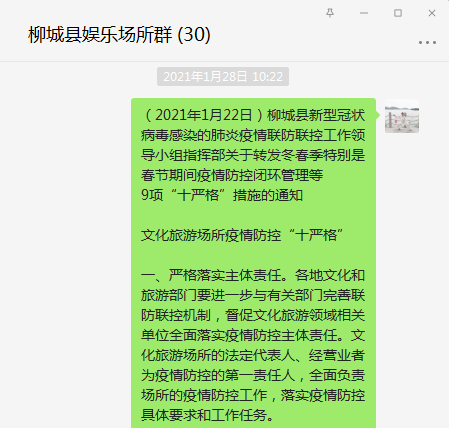 柳城县娱乐场所群 (30)
2021年1月28日 10:22
（2021年1月22日）柳城县新型冠状
病毒感染的肺炎疫情联防联控工作领
导小组指挥部关于转发冬春季特别是
春节期间疫情防控闭环管理等
9项“十严格”措施的通知
文化旅游场所疫情防控“十严格”
一、严格落实主体责任。各地文化和
旅游部门要进一步与有关部门完善联
防联控机制，督促文化旅游领域相关
单位全面落实疫情防控主体责任。文
化旅游场所的法定代表人、经营业者
为疫情防控的第一责任人，全面负责
场所的疫情防控工作，落实疫情防控
具体要求和工作任务。